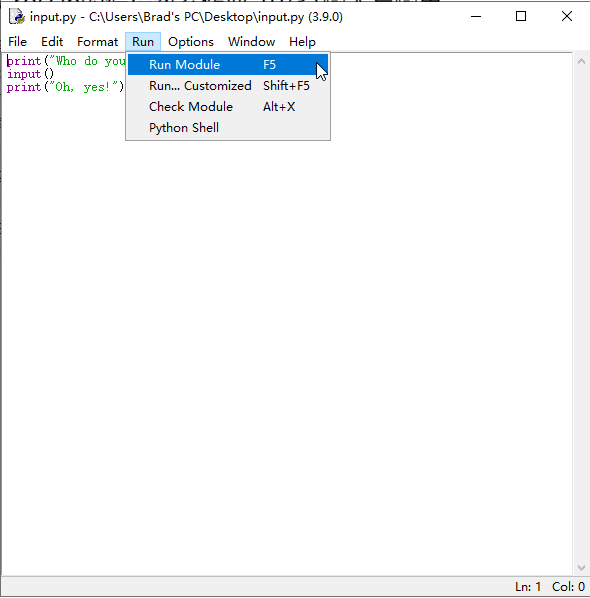 input.py - C:\Users\Brad's PC\Desktop\input.py (3.9.0)
File Edit Format Run Options Window Help
print("Who do you
input()
print("Oh, yes!")
Run Module F5
Run... Customized Shift+F5
Check Module Alt+X
Python Shell
Ln: 1 Col: 0